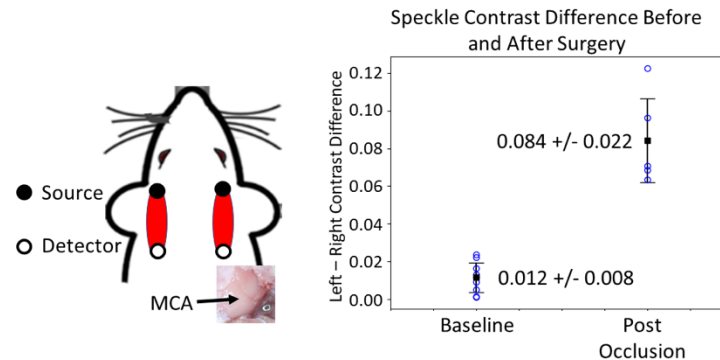 Speckle Contrast Difference Before
and After Surgery
Source
Detector
MCA
Left – Right Contrast Difference
0.12
0.10
0.08
0.06
0.04
0.02
0.00
0.084 +/- 0.022
0.012 +/- 0.008
Baseline
Post
Occlusion